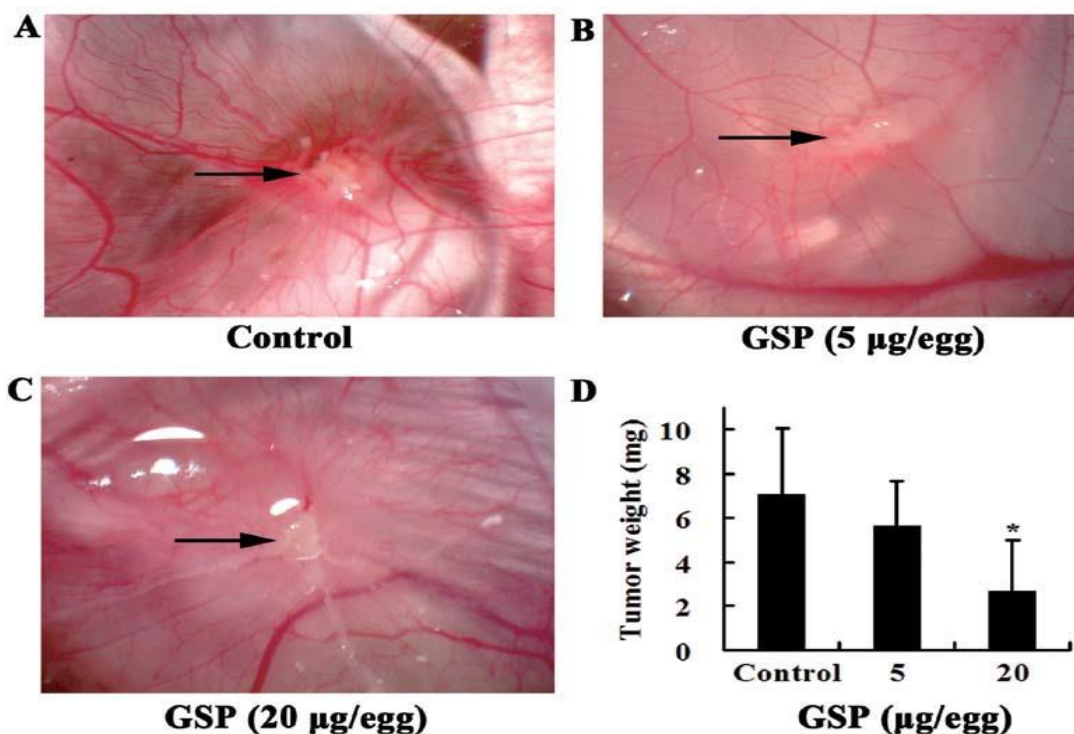 A
Control
B
GSP (5 µg/egg)
C
GSP (20 µg/egg)
D
Tumor weight (mg)
10
8
6
4
2
0
*
Control 5 20
GSP (µg/egg)